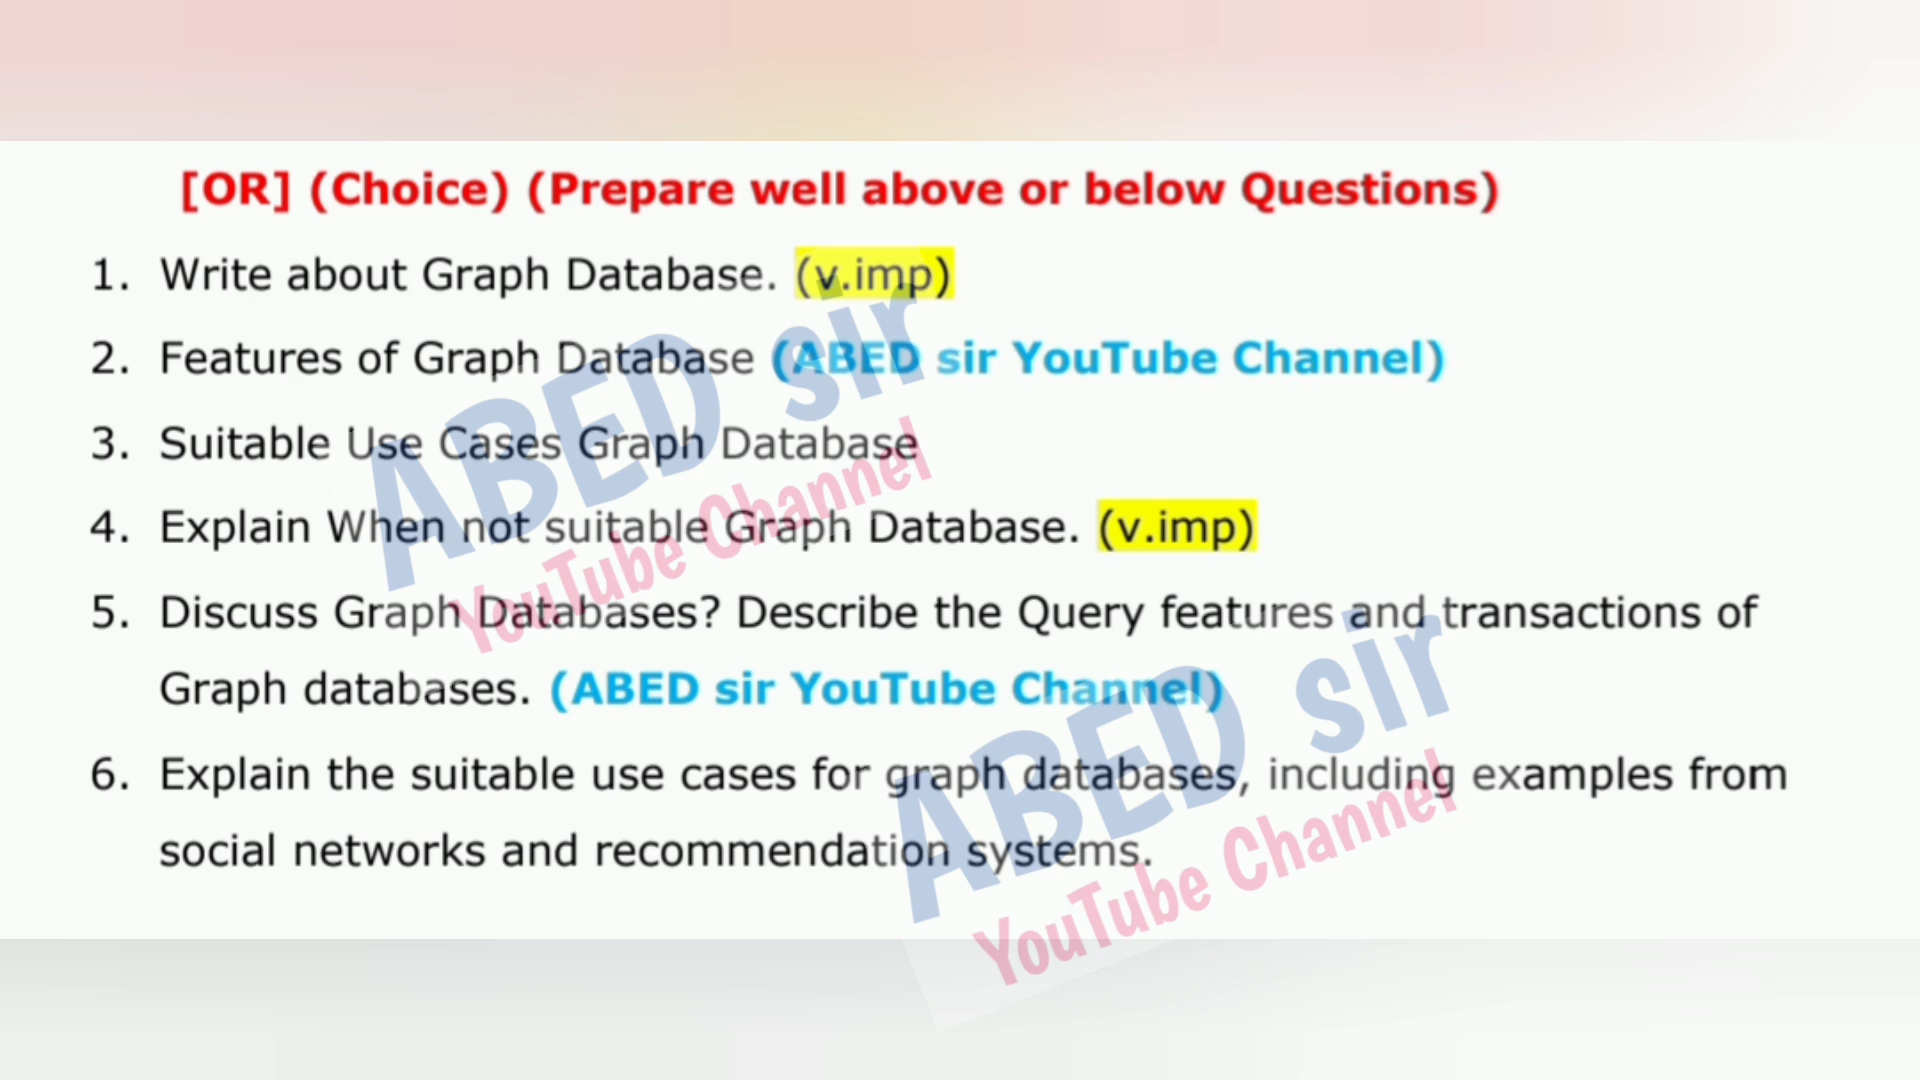 [OR] (Choice) (Prepare well above or below Questions)
1. Write about Graph Database. (v.imp)
2. Features of Graph Database (ABED sir YouTube Channel)
3. Suitable Use Cases Graph Database
4. Explain When not suitable Graph Database. (v.imp)
5. Discuss Graph Databases? Describe the Query features and transactions of
Graph databases. (ABED sir YouTube Channel)
6. Explain the suitable use cases for graph databases, including examples from
social networks and recommendation systems.
ABED sir
YouTube Channel
ABED sir
YouTube Channel